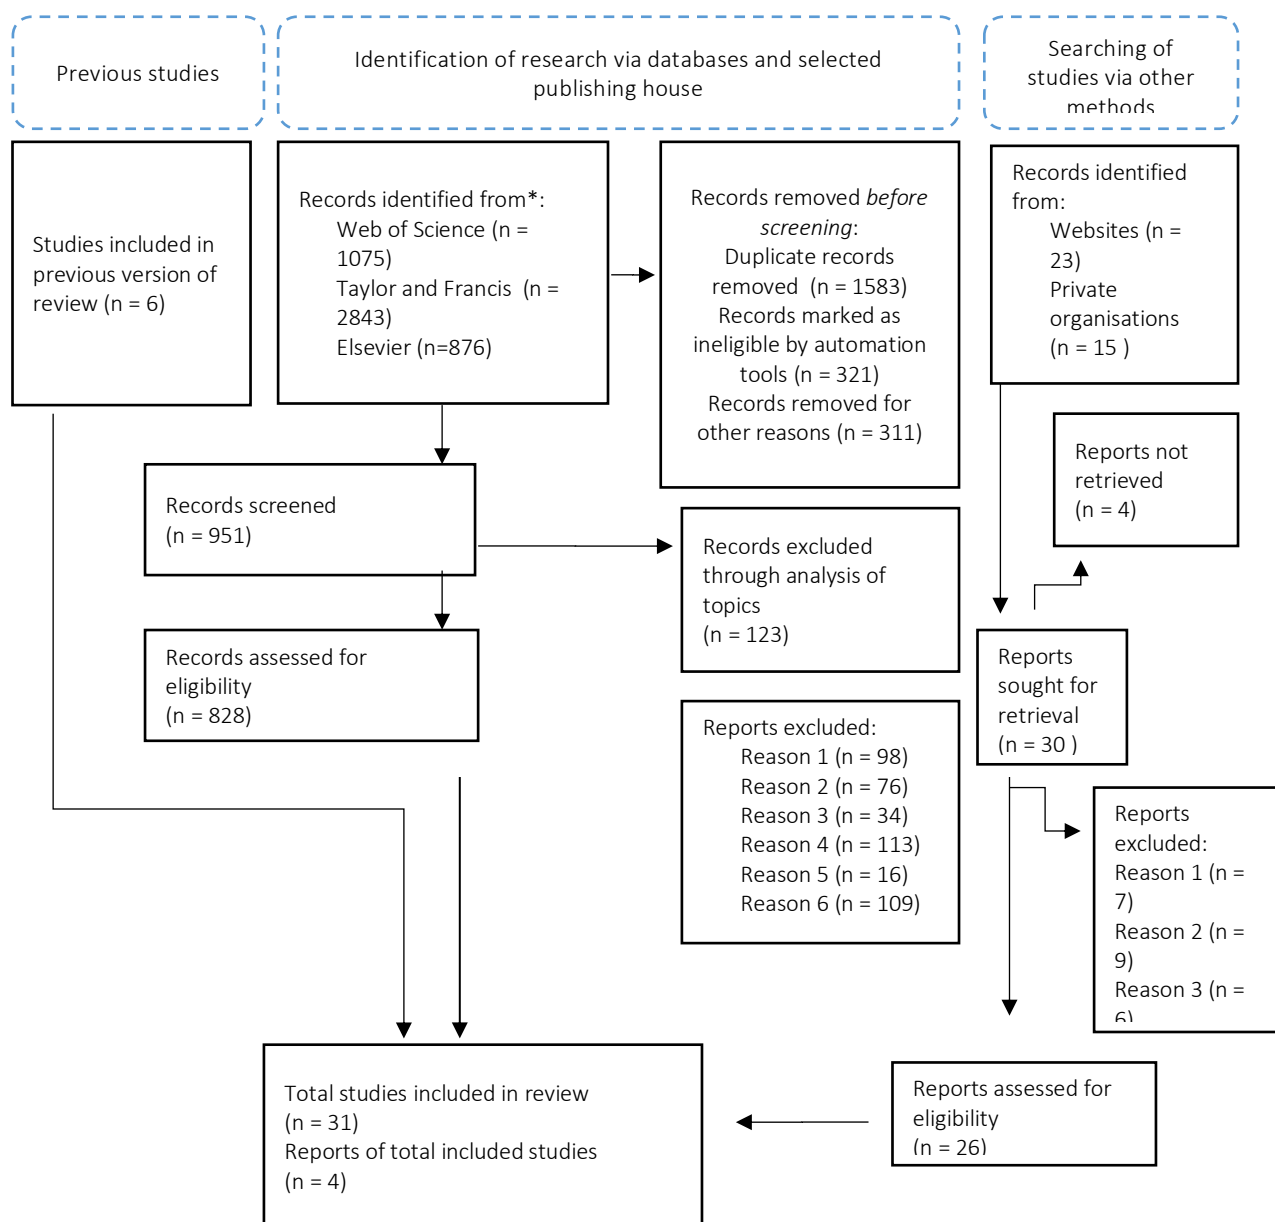 Previous studies
Identification of research via databases and selected
publishing house
Searching of
studies via other
methods
Studies included in
previous version of
review (n = 6)
Records identified from*:
Web of Science (n =
1075)
Taylor and Francis (n =
2843)
Elsevier (n=876)
Records removed before
screening:
Duplicate records
removed (n = 1583)
Records marked as
ineligible by automation
tools (n = 321)
Records removed for
other reasons (n = 311)
Records identified
from:
Websites (n =
23)
Private
organisations
(n = 15 )
Reports not
retrieved
(n = 4)
Records screened
(n = 951)
Records excluded
through analysis of
topics
(n = 123)
Records assessed for
eligibility
(n = 828)
Reports
sought for
retrieval
(n = 30 )
Reports excluded:
Reason 1 (n = 98)
Reason 2 (n = 76)
Reason 3 (n = 34)
Reason 4 (n = 113)
Reason 5 (n = 16)
Reason 6 (n = 109)
Reports
excluded:
Reason 1 (n =
7)
Reason 2 (n =
9)
Reason 3 (n =
6)
Total studies included in review
(n = 31)
Reports of total included studies
(n = 4)
Reports assessed for
eligibility
(n = 26)